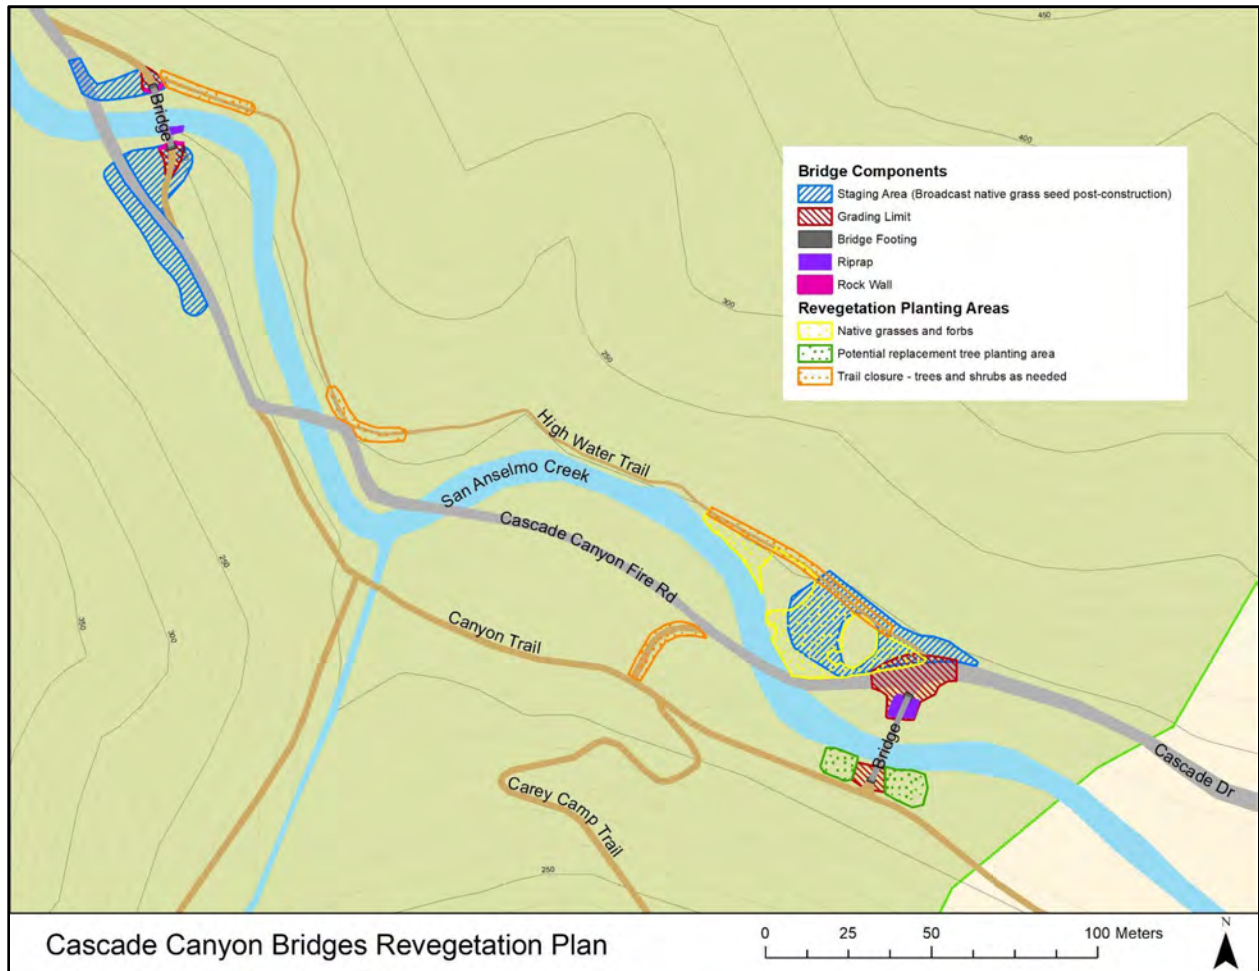 450
400
300
250
250
350
300
250
Bridge
High Water Trail
San Anselmo Creek
Cascade Canyon Fire Rd
Canyon Trail
Carey Camp Trail
Bridge
Cascade Dr
Bridge Components
Staging Area (Broadcast native grass seed post-construction)
Grading Limit
Bridge Footing
Riprap
Rock Wall
Revegetation Planting Areas
Native grasses and forbs
Potential replacement tree planting area
Trail closure - trees and shrubs as needed
Cascade Canyon Bridges Revegetation Plan
0 25 50 100 Meters
N